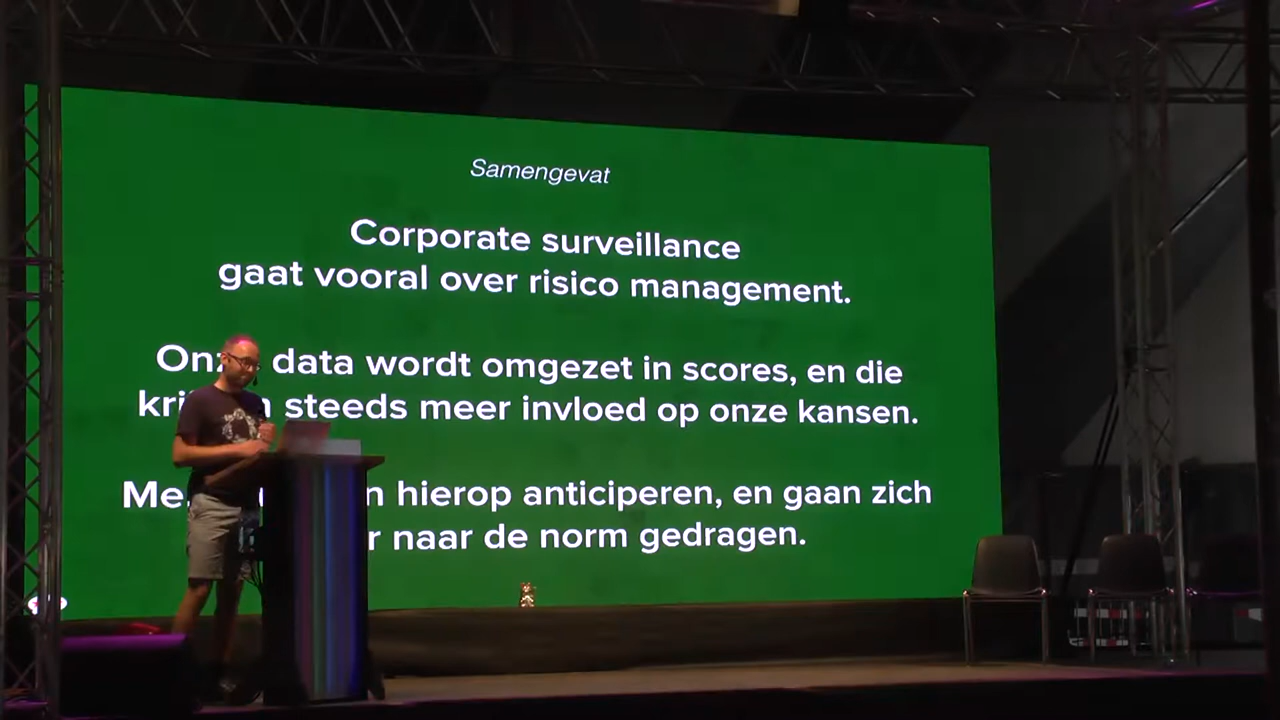 Samengevat
Corporate surveillance
gaat vooral over risico management.
data wordt omgezet in scores, en die
steeds meer invloed op onze kansen.
hierop anticiperen, en gaan zich
naar de norm gedragen.